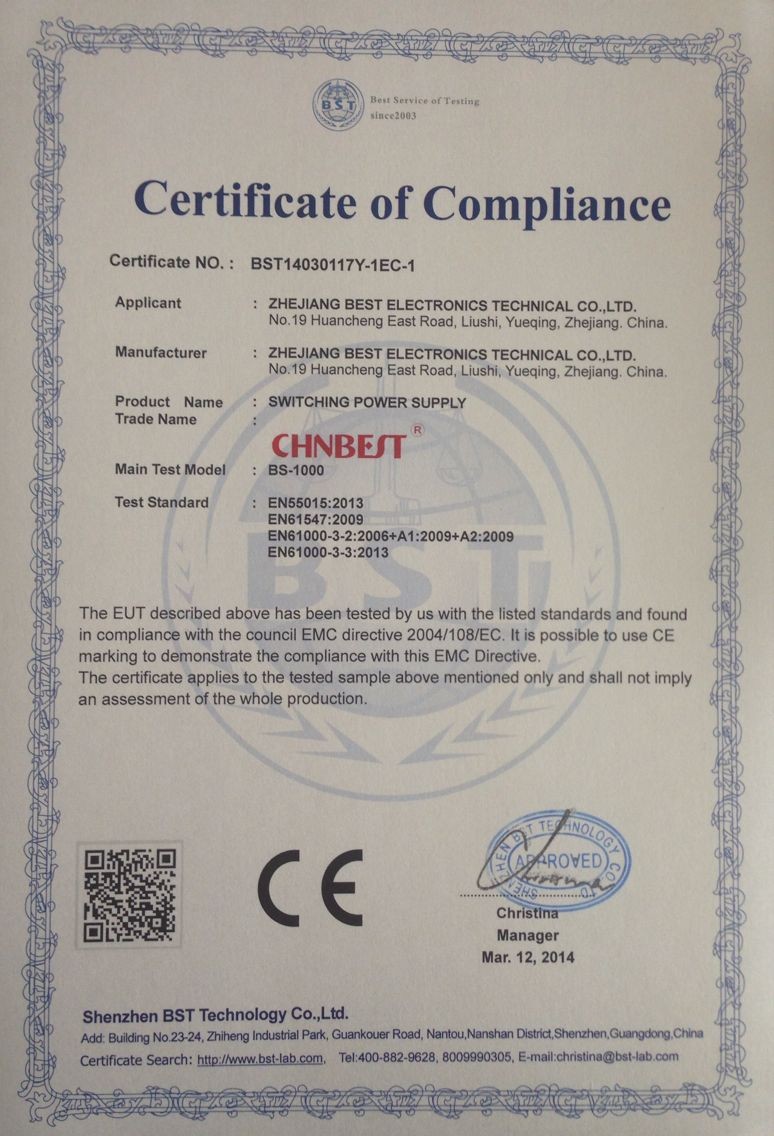 BST
Best Service of Testing
since2003
Certificate of Compliance
Certificate NO. : BST14030117Y-1EC-1
Applicant : ZHEJIANG BEST ELECTRONICS TECHNICAL CO.,LTD.
No.19 Huancheng East Road, Liushi, Yueqing, Zhejiang. China.
Manufacturer : ZHEJIANG BEST ELECTRONICS TECHNICAL CO.,LTD.
No.19 Huancheng East Road, Liushi, Yueqing, Zhejiang. China.
Product Name : SWITCHING POWER SUPPLY
Trade Name :
CHNBEST ®
Main Test Model : BS-1000
Test Standard : EN55015:2013
EN61547:2009
EN61000-3-2:2006+A1:2009+A2:2009
EN61000-3-3:2013
BST
The EUT described above has been tested by us with the listed standards and found
in compliance with the council EMC directive 2004/108/EC. It is possible to use CE
marking to demonstrate the compliance with this EMC Directive.
The certificate applies to the tested sample above mentioned only and shall not imply
an assessment of the whole production.
CE
SHENZHEN BST TECHNOLOGY CO
APPROVED
Christina
Manager
Mar. 12, 2014
Shenzhen BST Technology Co.,Ltd.
Add: Building No.23-24, Zhiheng Industrial Park, Guankouer Road, Nantou,Nanshan District,Shenzhen,Guangdong,China
Certificate Search: http://www.bst-lab.com, Tel:400-882-9628, 8009990305, E-mail:christina@bst-lab.com